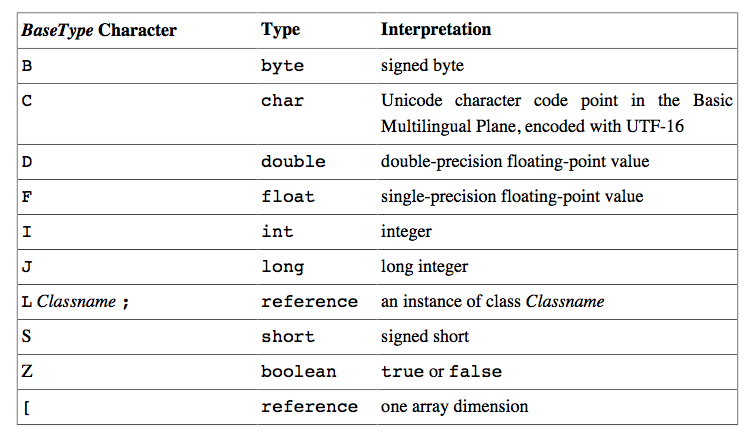 BaseType Character Type Interpretation
B byte signed byte
C char Unicode character code point in the Basic
Multilingual Plane, encoded with UTF-16
D double double-precision floating-point value
F float single-precision floating-point value
I int integer
J long long integer
L Classname ; reference an instance of class Classname
S short signed short
Z boolean true or false
[ reference one array dimension